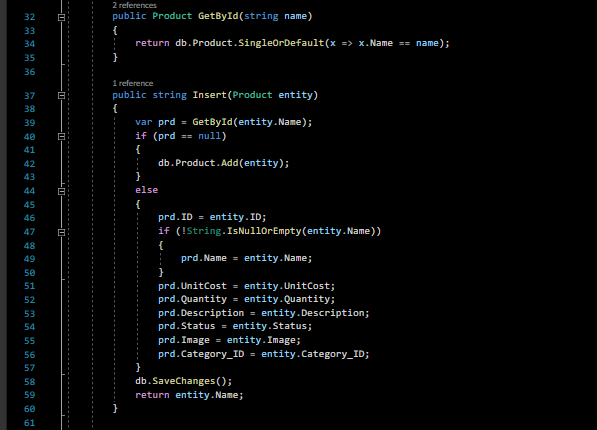 2 references
32 public Product GetById(string name)
33 {
34 return db.Product.SingleOrDefault(x => x.Name == name);
35 }
36
1 reference
37 public string Insert(Product entity)
38 {
39 var prd = GetById(entity.Name);
40 if (prd == null)
41 {
42 db.Product.Add(entity);
43 }
44 else
45 {
46 prd.ID = entity.ID;
47 if (!String.IsNullOrEmpty(entity.Name))
48 {
49 prd.Name = entity.Name;
50 }
51 prd.UnitCost = entity.UnitCost;
52 prd.Quantity = entity.Quantity;
53 prd.Description = entity.Description;
54 prd.Status = entity.Status;
55 prd.Image = entity.Image;
56 prd.Category_ID = entity.Category_ID;
57 }
58 db.SaveChanges();
59 return entity.Name;
60 }
61